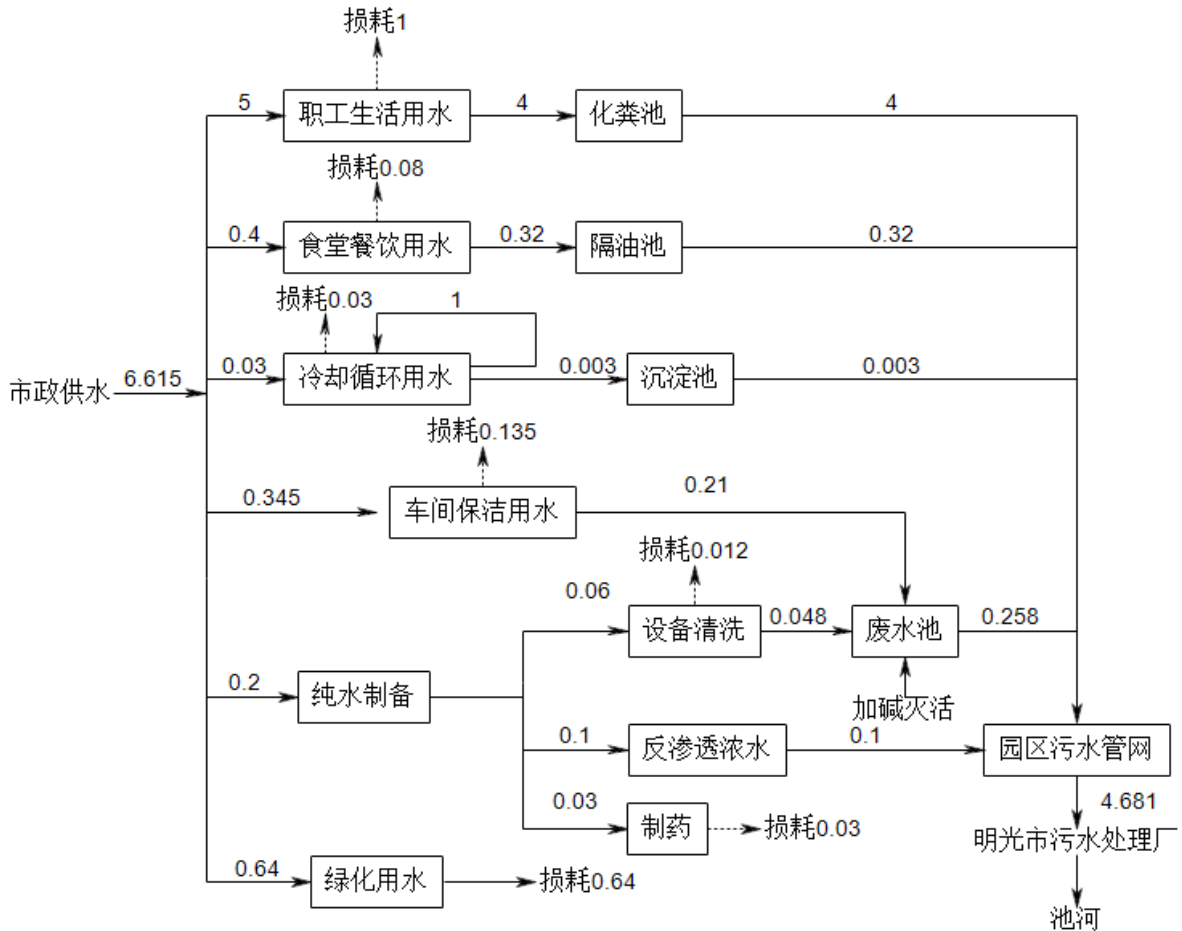 损耗1
5
职工生活用水
4
化粪池
4
损耗0.08
0.4
食堂餐饮用水
0.32
隔油池
0.32
损耗0.03
1
市政供水
6.615
0.03
冷却循环用水
0.003
沉淀池
0.003
损耗0.135
0.345
车间保洁用水
0.21
损耗0.012
0.06
设备清洗
0.048
废水池
0.258
加碱灭活
0.2
纯水制备
0.1
反渗透浓水
0.1
园区污水管网
0.03
制药
损耗0.03
4.681
明光市污水处理厂
0.64
绿化用水
损耗0.64
池河